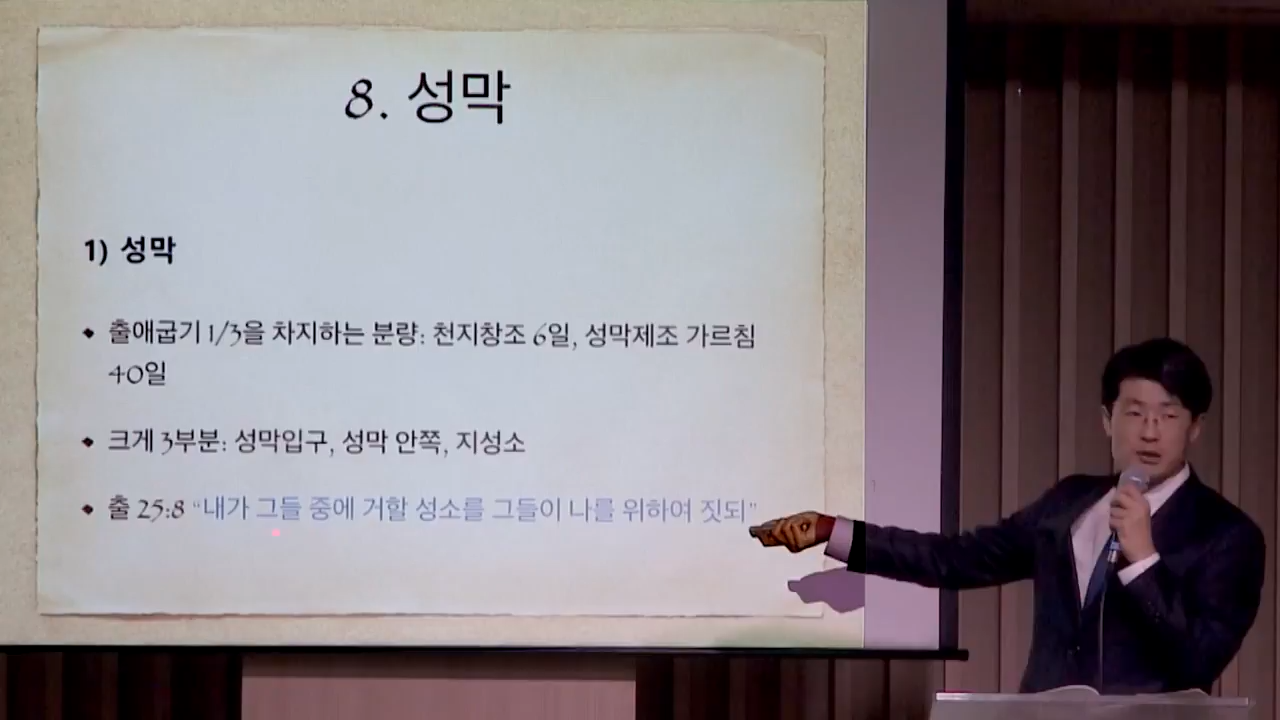 8. 성막
1) 성막
• 출애굽기 1/3을 차지하는 분량: 천지창조 6일, 성막제조 가르침
40일
• 크게 3부분: 성막입구, 성막 안쪽, 지성소
• 출 25:8 “내가 그들 중에 거할 성소를 그들이 나를 위하여 짓되”